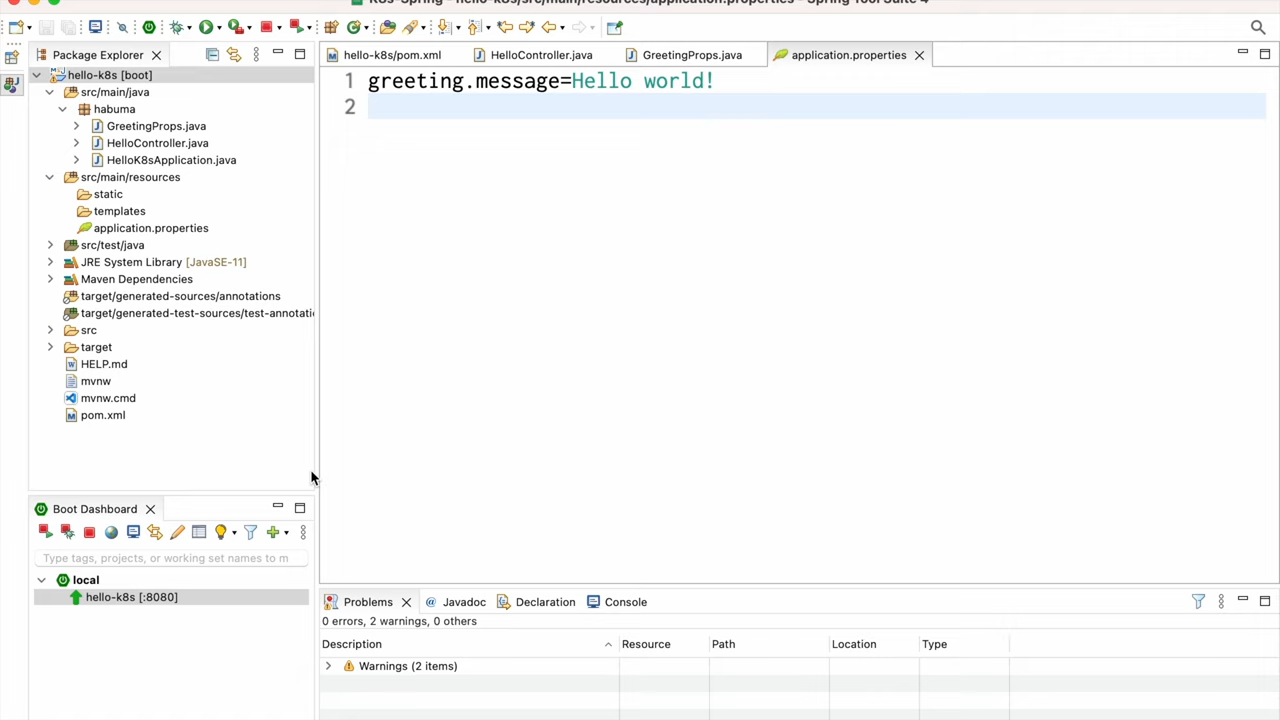 K8s-Spring - hello-k8s/src/main/resources/application.properties - Spring Tool Suite 4
Package Explorer
hello-k8s/pom.xml
HelloController.java
GreetingProps.java
application.properties
hello-k8s [boot]
src/main/java
habuma
GreetingProps.java
HelloController.java
HelloK8sApplication.java
src/main/resources
static
templates
application.properties
src/test/java
JRE System Library [JavaSE-11]
Maven Dependencies
target/generated-sources/annotations
target/generated-test-sources/test-annotati
src
target
HELP.md
mvnw
mvnw.cmd
pom.xml
1 greeting.message=Hello world!
2
Boot Dashboard
Type tags, projects, or working set names to m
local
hello-k8s [:8080]
Problems
Javadoc
Declaration
Console
0 errors, 2 warnings, 0 others
Description Resource Path Location Type
Warnings (2 items)